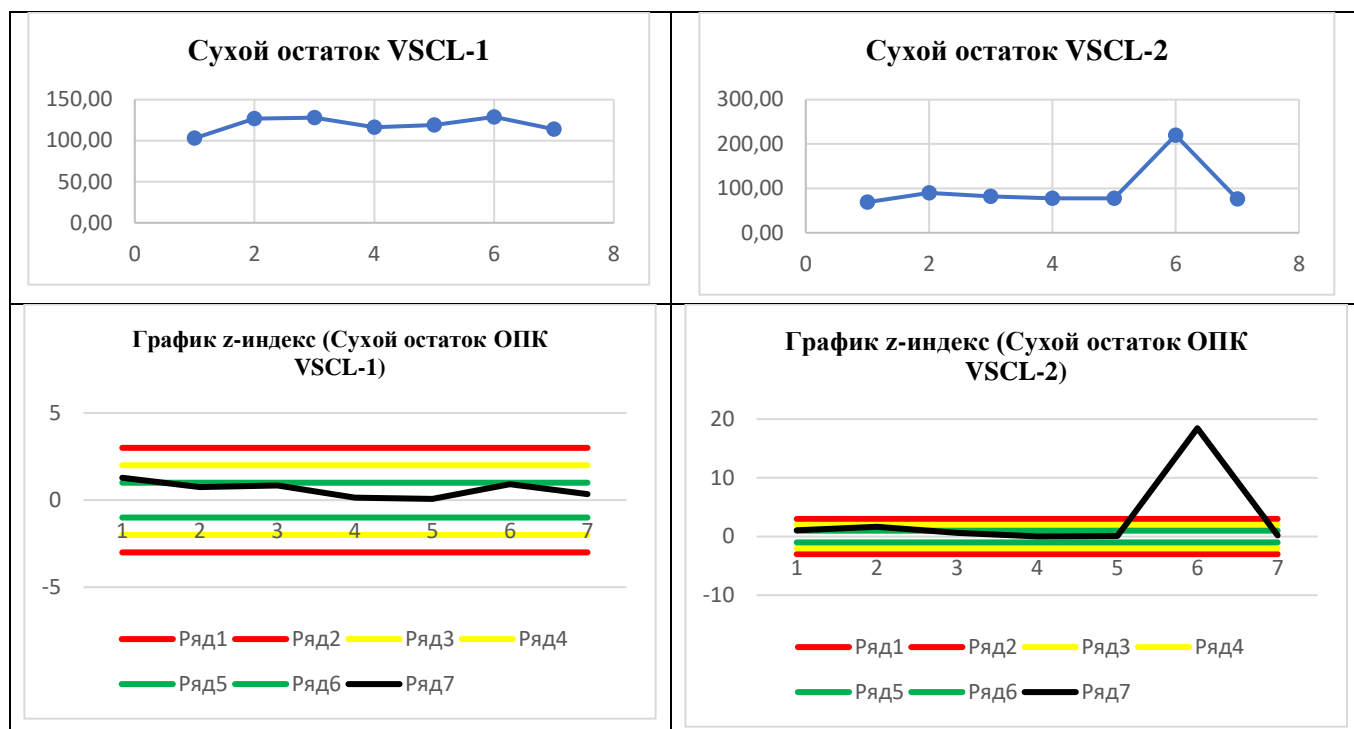 Сухой остаток VSCL-1
150,00
100,00
50,00
0,00
0 2 4 6 8
Сухой остаток VSCL-2
300,00
200,00
100,00
0,00
0 2 4 6 8
График z-индекс (Сухой остаток ОПК
VSCL-1)
5
0
-5
1 2 3 4 5 6 7
Ряд1 Ряд2 Ряд3 Ряд4
Ряд5 Ряд6 Ряд7
График z-индекс (Сухой остаток ОПК
VSCL-2)
20
10
0
-10
1 2 3 4 5 6 7
Ряд1 Ряд2 Ряд3 Ряд4
Ряд5 Ряд6 Ряд7